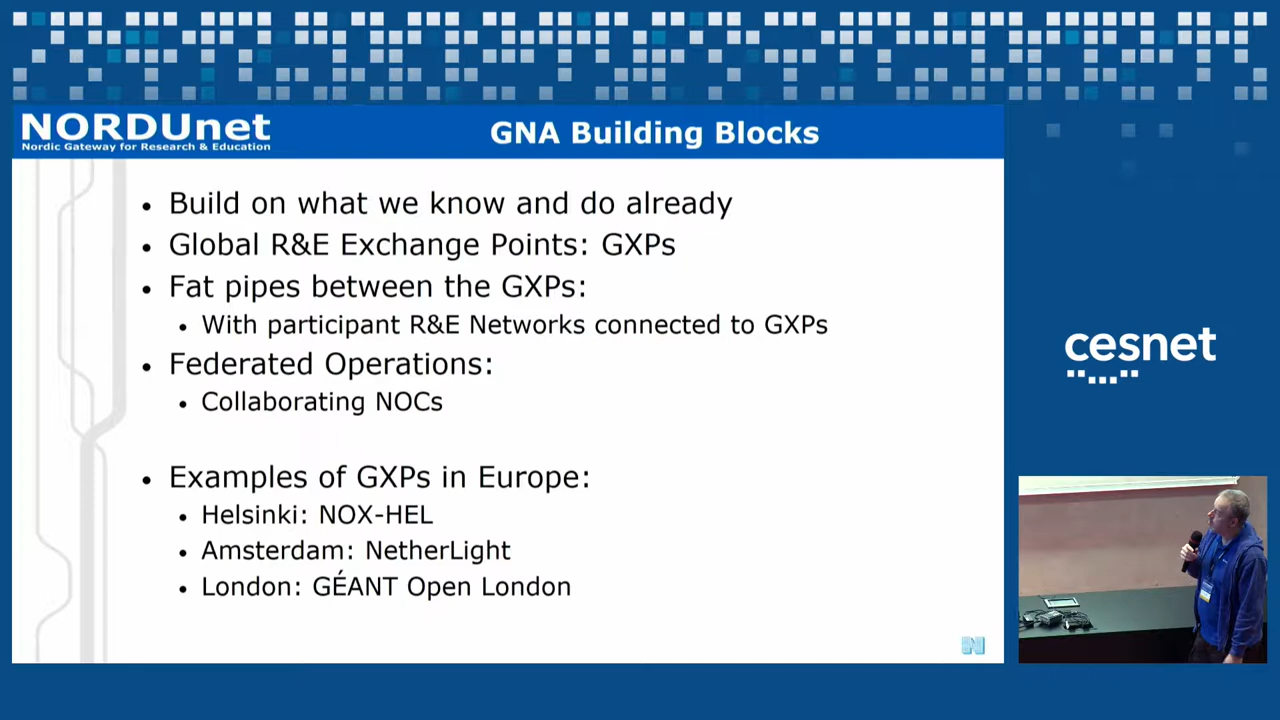 NORDUnet
Nordic Gateway for Research & Education
GNA Building Blocks
• Build on what we know and do already
• Global R&E Exchange Points: GXPs
• Fat pipes between the GXPs:
• With participant R&E Networks connected to GXPs
• Federated Operations:
• Collaborating NOCs
• Examples of GXPs in Europe:
• Helsinki: NOX-HEL
• Amsterdam: NetherLight
• London: GÉANT Open London
N
cesnet